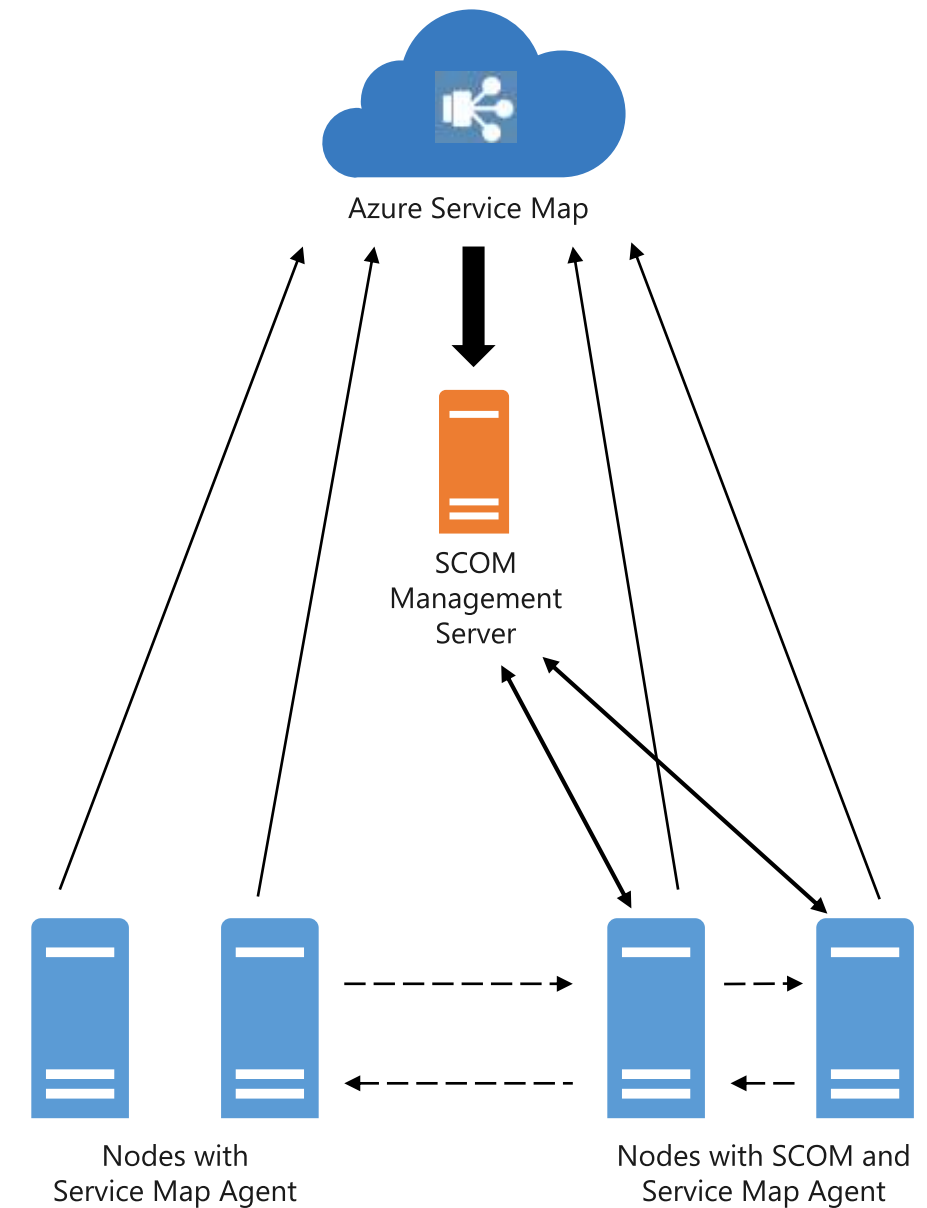 Azure Service Map
SCOM
Management
Server
Nodes with
Service Map Agent
Nodes with SCOM and
Service Map Agent